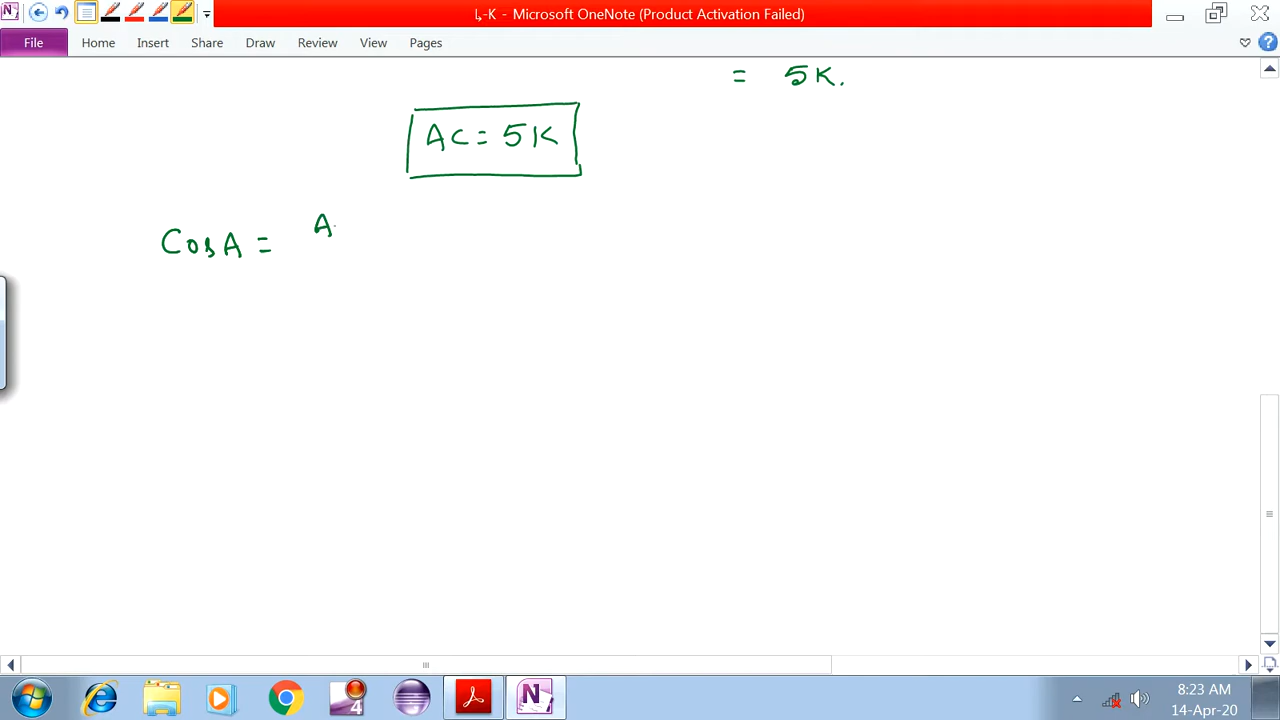 L-K - Microsoft OneNote (Product Activation Failed)
File Home Insert Share Draw Review View Pages
= 5K.
AC = 5K
CosA = A
4
8:23 AM
14-Apr-20